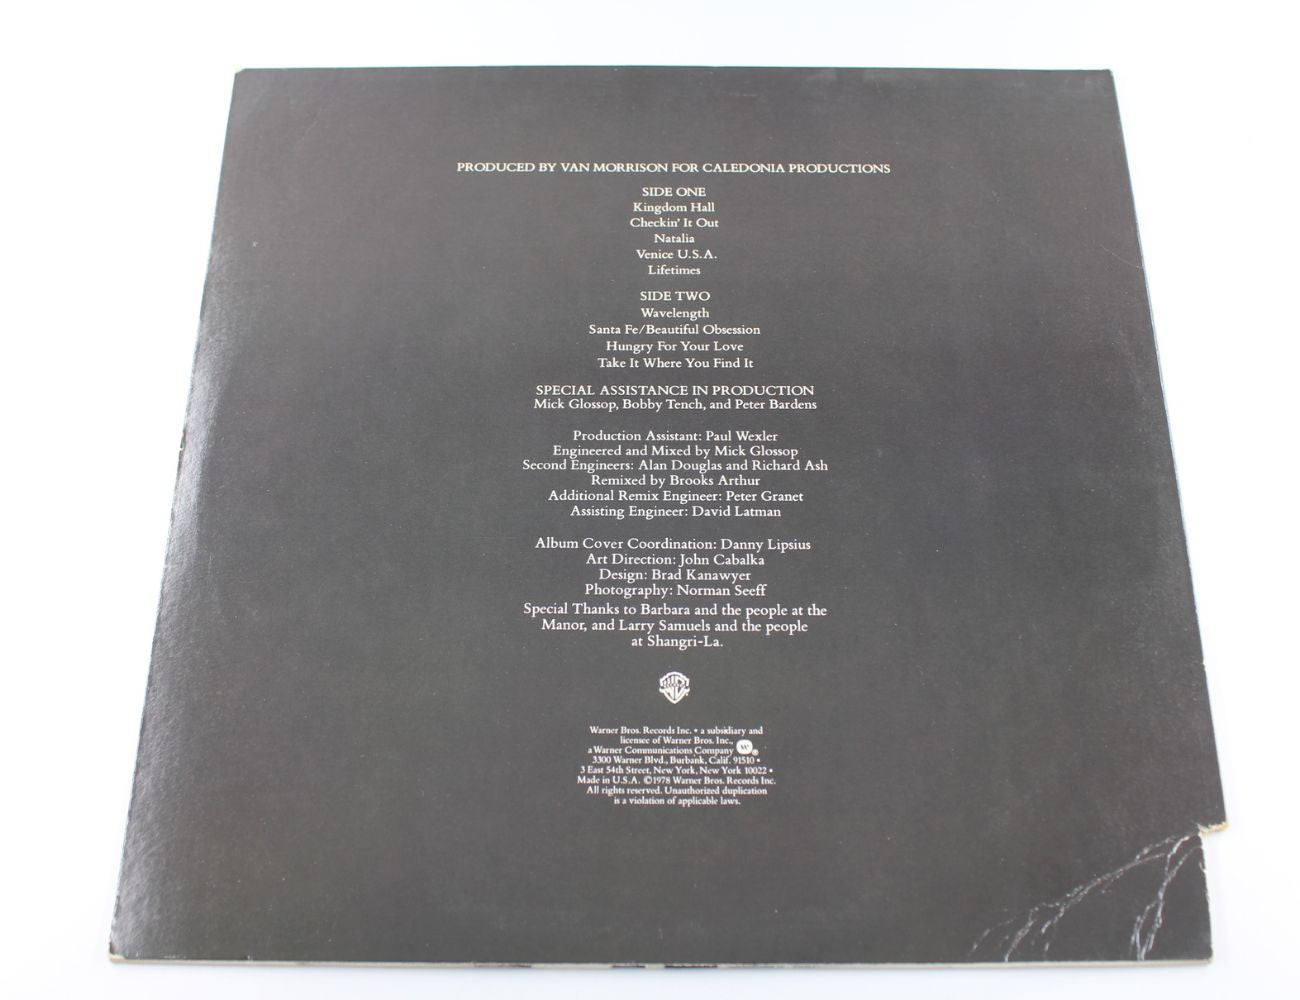 PRODUCED BY VAN MORRISON FOR CALEDONIA PRODUCTIONS
SIDE ONE
Kingdom Hall
Checkin' It Out
Natalia
Venice U.S.A.
Lifetimes
SIDE TWO
Wavelength
Santa Fe/Beautiful Obsession
Hungry For Your Love
Take It Where You Find It
SPECIAL ASSISTANCE IN PRODUCTION
Mick Glossop, Bobby Tench, and Peter Bardens
Production Assistant: Paul Wexler
Engineered and Mixed by Mick Glossop
Second Engineers: Alan Douglas and Richard Ash
Remixed by Brooks Arthur
Additional Remix Engineer: Peter Granet
Assisting Engineer: David Latman
Album Cover Coordination: Danny Lipsius
Art Direction: John Cabalka
Design: Brad Kanawyer
Photography: Norman Seeff
Special Thanks to Barbara and the people at the
Manor, and Larry Samuels and the people
at Shangri-La.
WB
Warner Bros. Records Inc. • a subsidiary and
licensee of Warner Bros. Inc.,
a Warner Communications Company W ®
3300 Warner Blvd., Burbank, Calif. 91510 •
3 East 54th Street, New York, New York 10022 •
Made in U.S.A. ©1978 Warner Bros. Records Inc.
All rights reserved. Unauthorized duplication
is a violation of applicable laws.